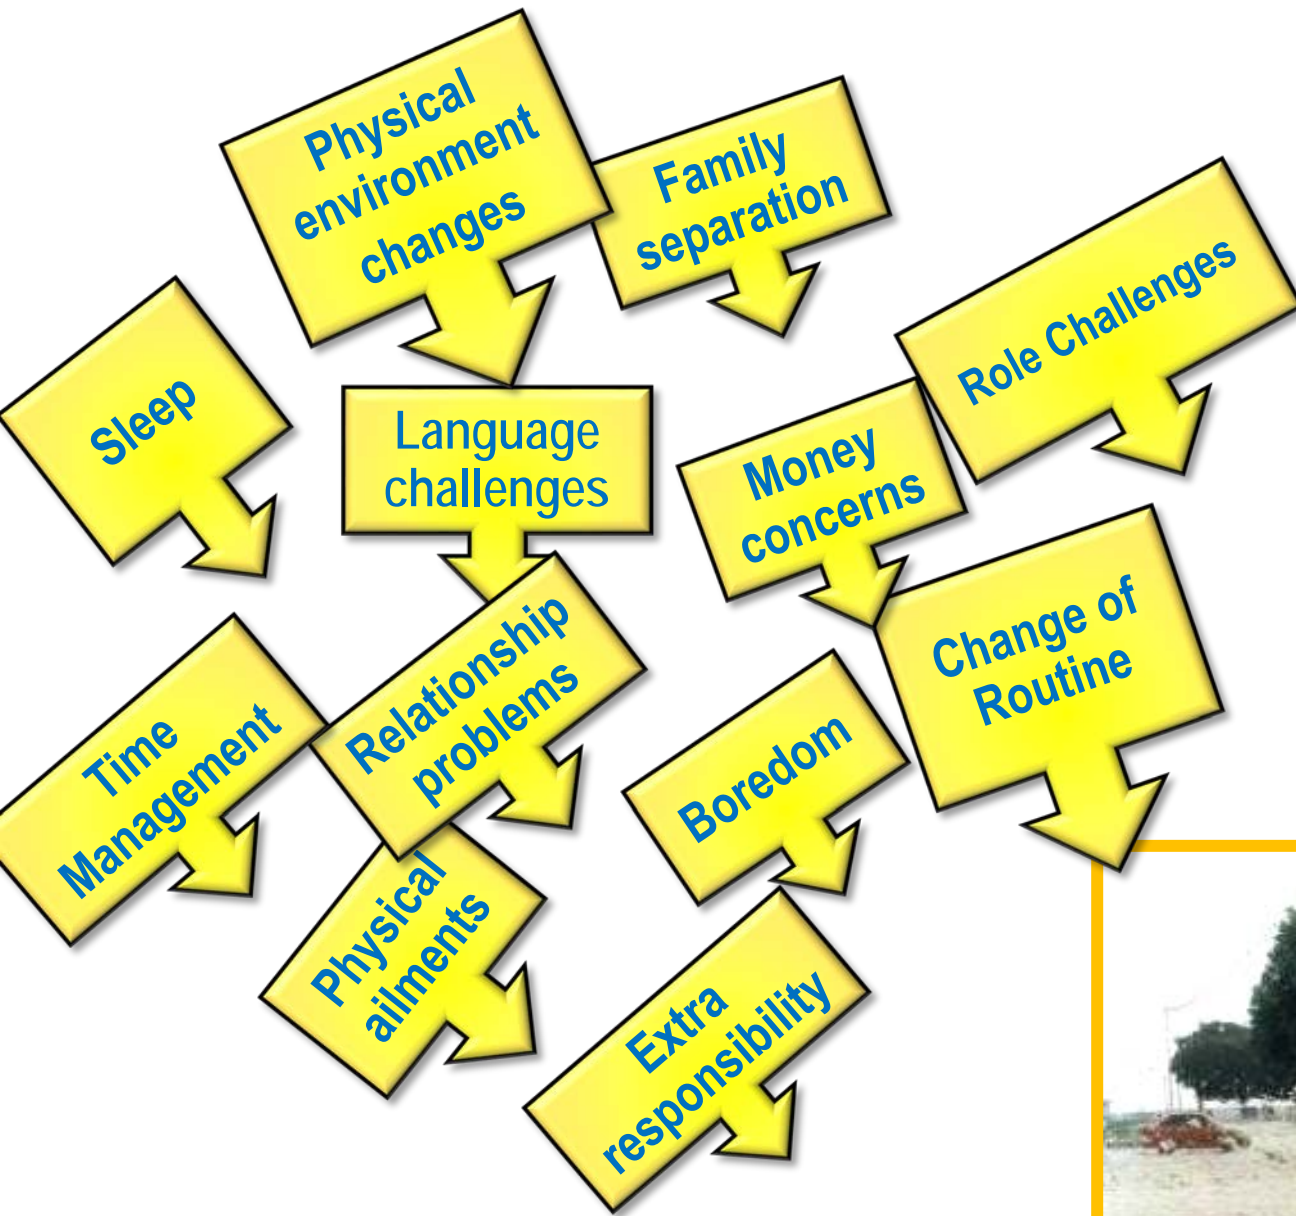 Physical
environment
changes
Family
separation
Role Challenges
Sleep
Language
challenges
Money
concerns
Relationship
problems
Change of
Routine
Time
Management
Boredom
Physical
ailments
Extra
responsibility